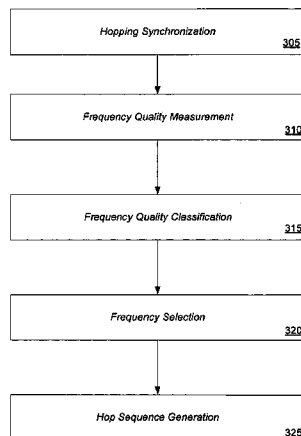 Hopping Synchronization
305
Frequency Quality Measurement
310
Frequency Quality Classification
315
Frequency Selection
320
Hop Sequence Generation
325